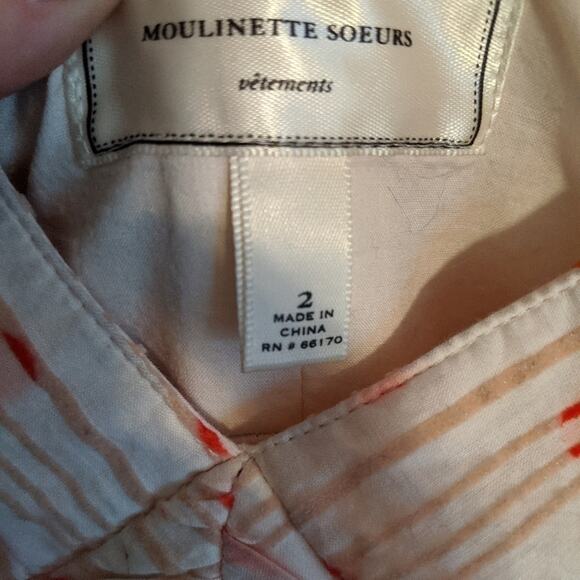 MOULINETTE SOEURS
vêtements
2
MADE IN
CHINA
RN # 66170